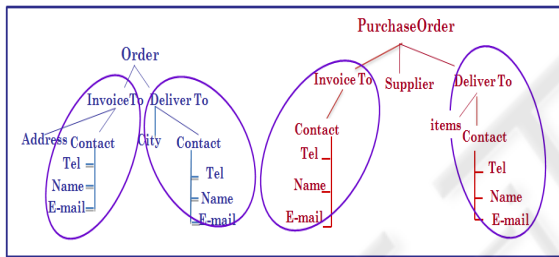 Order
InvoiceTo Deliver To
Address Contact City Contact
Tel
Name
E-mail
Tel
Name
E-mail
PurchaseOrder
Invoice To Supplier Deliver To
Contact
Tel
Name
E-mail
items
Contact
Tel
Name
E-mail